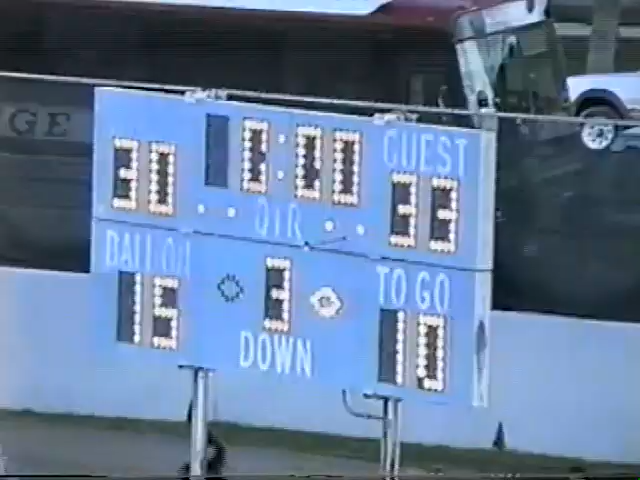 GE
GUEST
30 0:00 33
QTR
BALL ON TO GO
15 3 10
DOWN